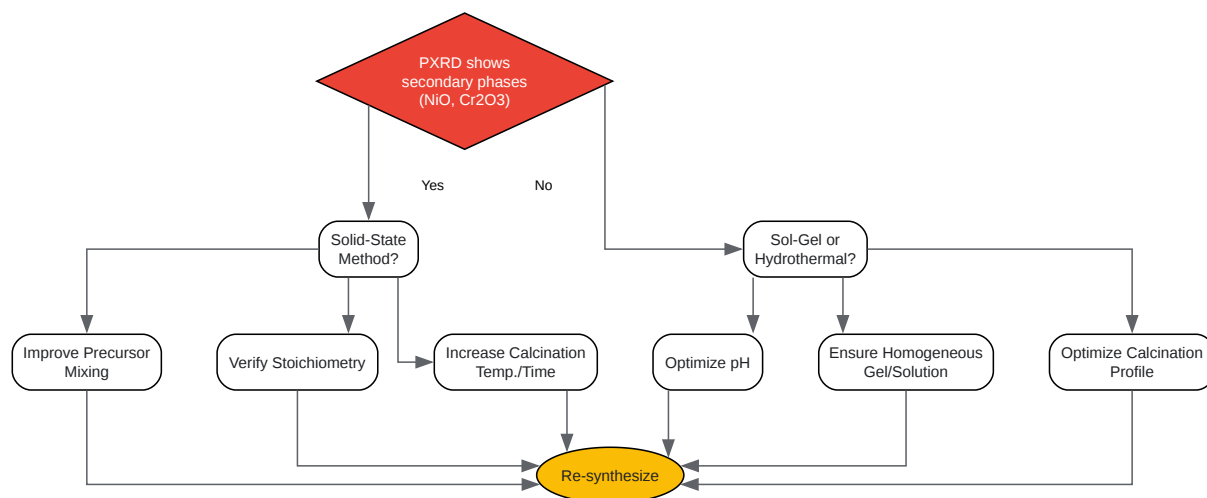 PXRD shows
secondary phases
(NiO, Cr2O3)
Yes
No
Solid-State
Method?
Sol-Gel or
Hydrothermal?
Improve Precursor
Mixing
Verify Stoichiometry
Increase Calcination
Temp./Time
Optimize pH
Ensure Homogeneous
Gel/Solution
Optimize Calcination
Profile
Re-synthesize